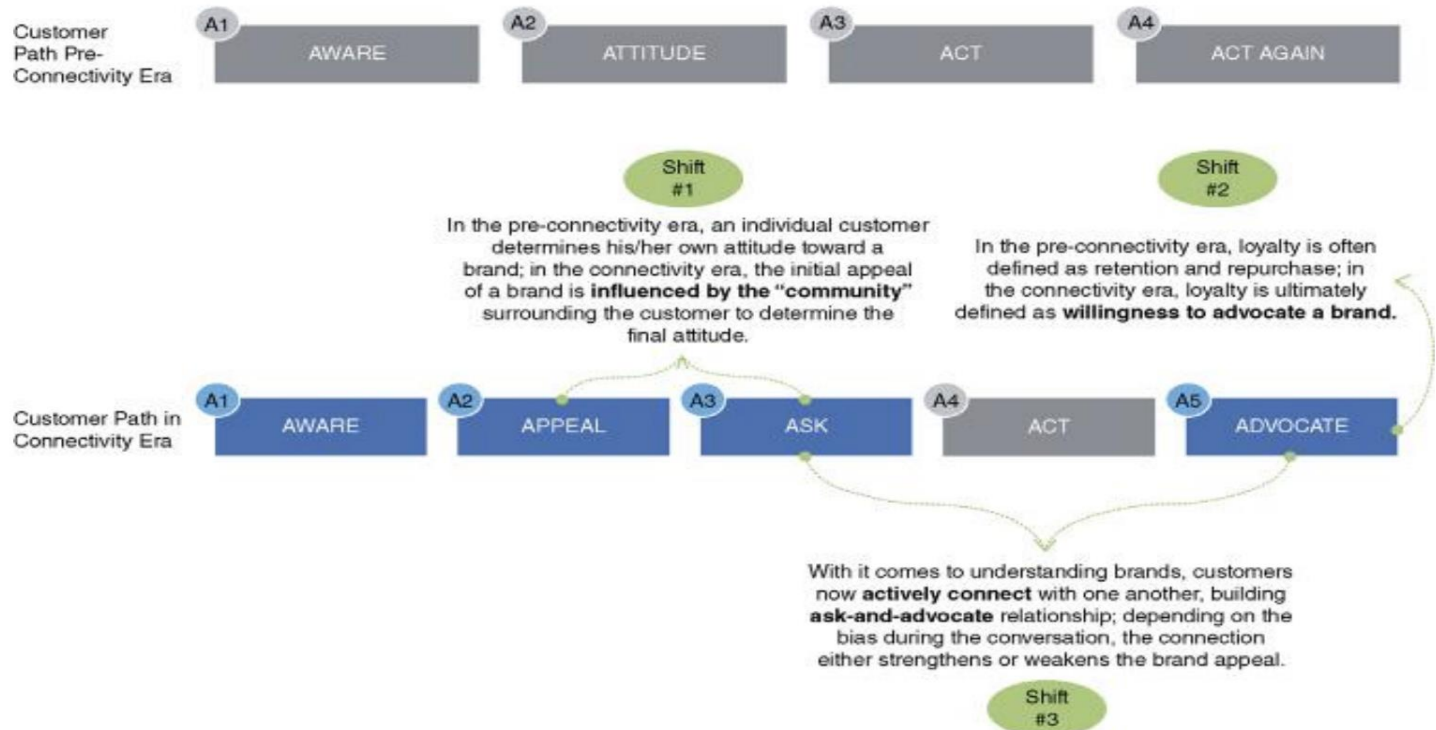 Customer
Path Pre-
Connectivity Era
A1
AWARE
A2
ATTITUDE
A3
ACT
A4
ACT AGAIN
Shift
#1
In the pre-connectivity era, an individual customer
determines his/her own attitude toward a
brand; in the connectivity era, the initial appeal
of a brand is influenced by the “community”
surrounding the customer to determine the
final attitude.
Shift
#2
In the pre-connectivity era, loyalty is often
defined as retention and repurchase; in
the connectivity era, loyalty is ultimately
defined as willingness to advocate a brand.
Customer Path in
Connectivity Era
A1
AWARE
A2
APPEAL
A3
ASK
A4
ACT
A5
ADVOCATE
With it comes to understanding brands, customers
now actively connect with one another, building
ask-and-advocate relationship; depending on the
bias during the conversation, the connection
either strengthens or weakens the brand appeal.
Shift
#3